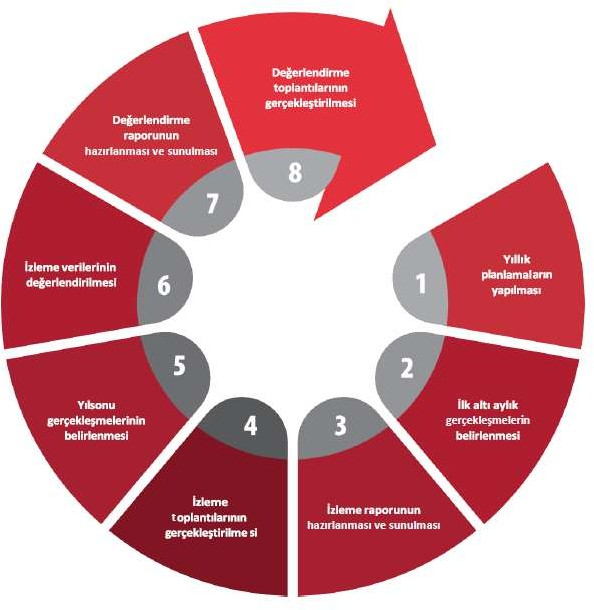 1
Yıllık
planlamaların
yapılması
2
İlk altı aylık
gerçekleşmelerin
belirlenmesi
3
İzleme raporunun
hazırlanması ve sunulması
4
İzleme
toplantılarının
gerçekleştirilme si
5
Yılsonu
gerçekleşmelerinin
belirlenmesi
6
İzleme verilerinin
değerlendirilmesi
7
Değerlendirme
raporunun
hazırlanması ve sunulması
8
Değerlendirme
toplantılarının
gerçekleştirilmesi